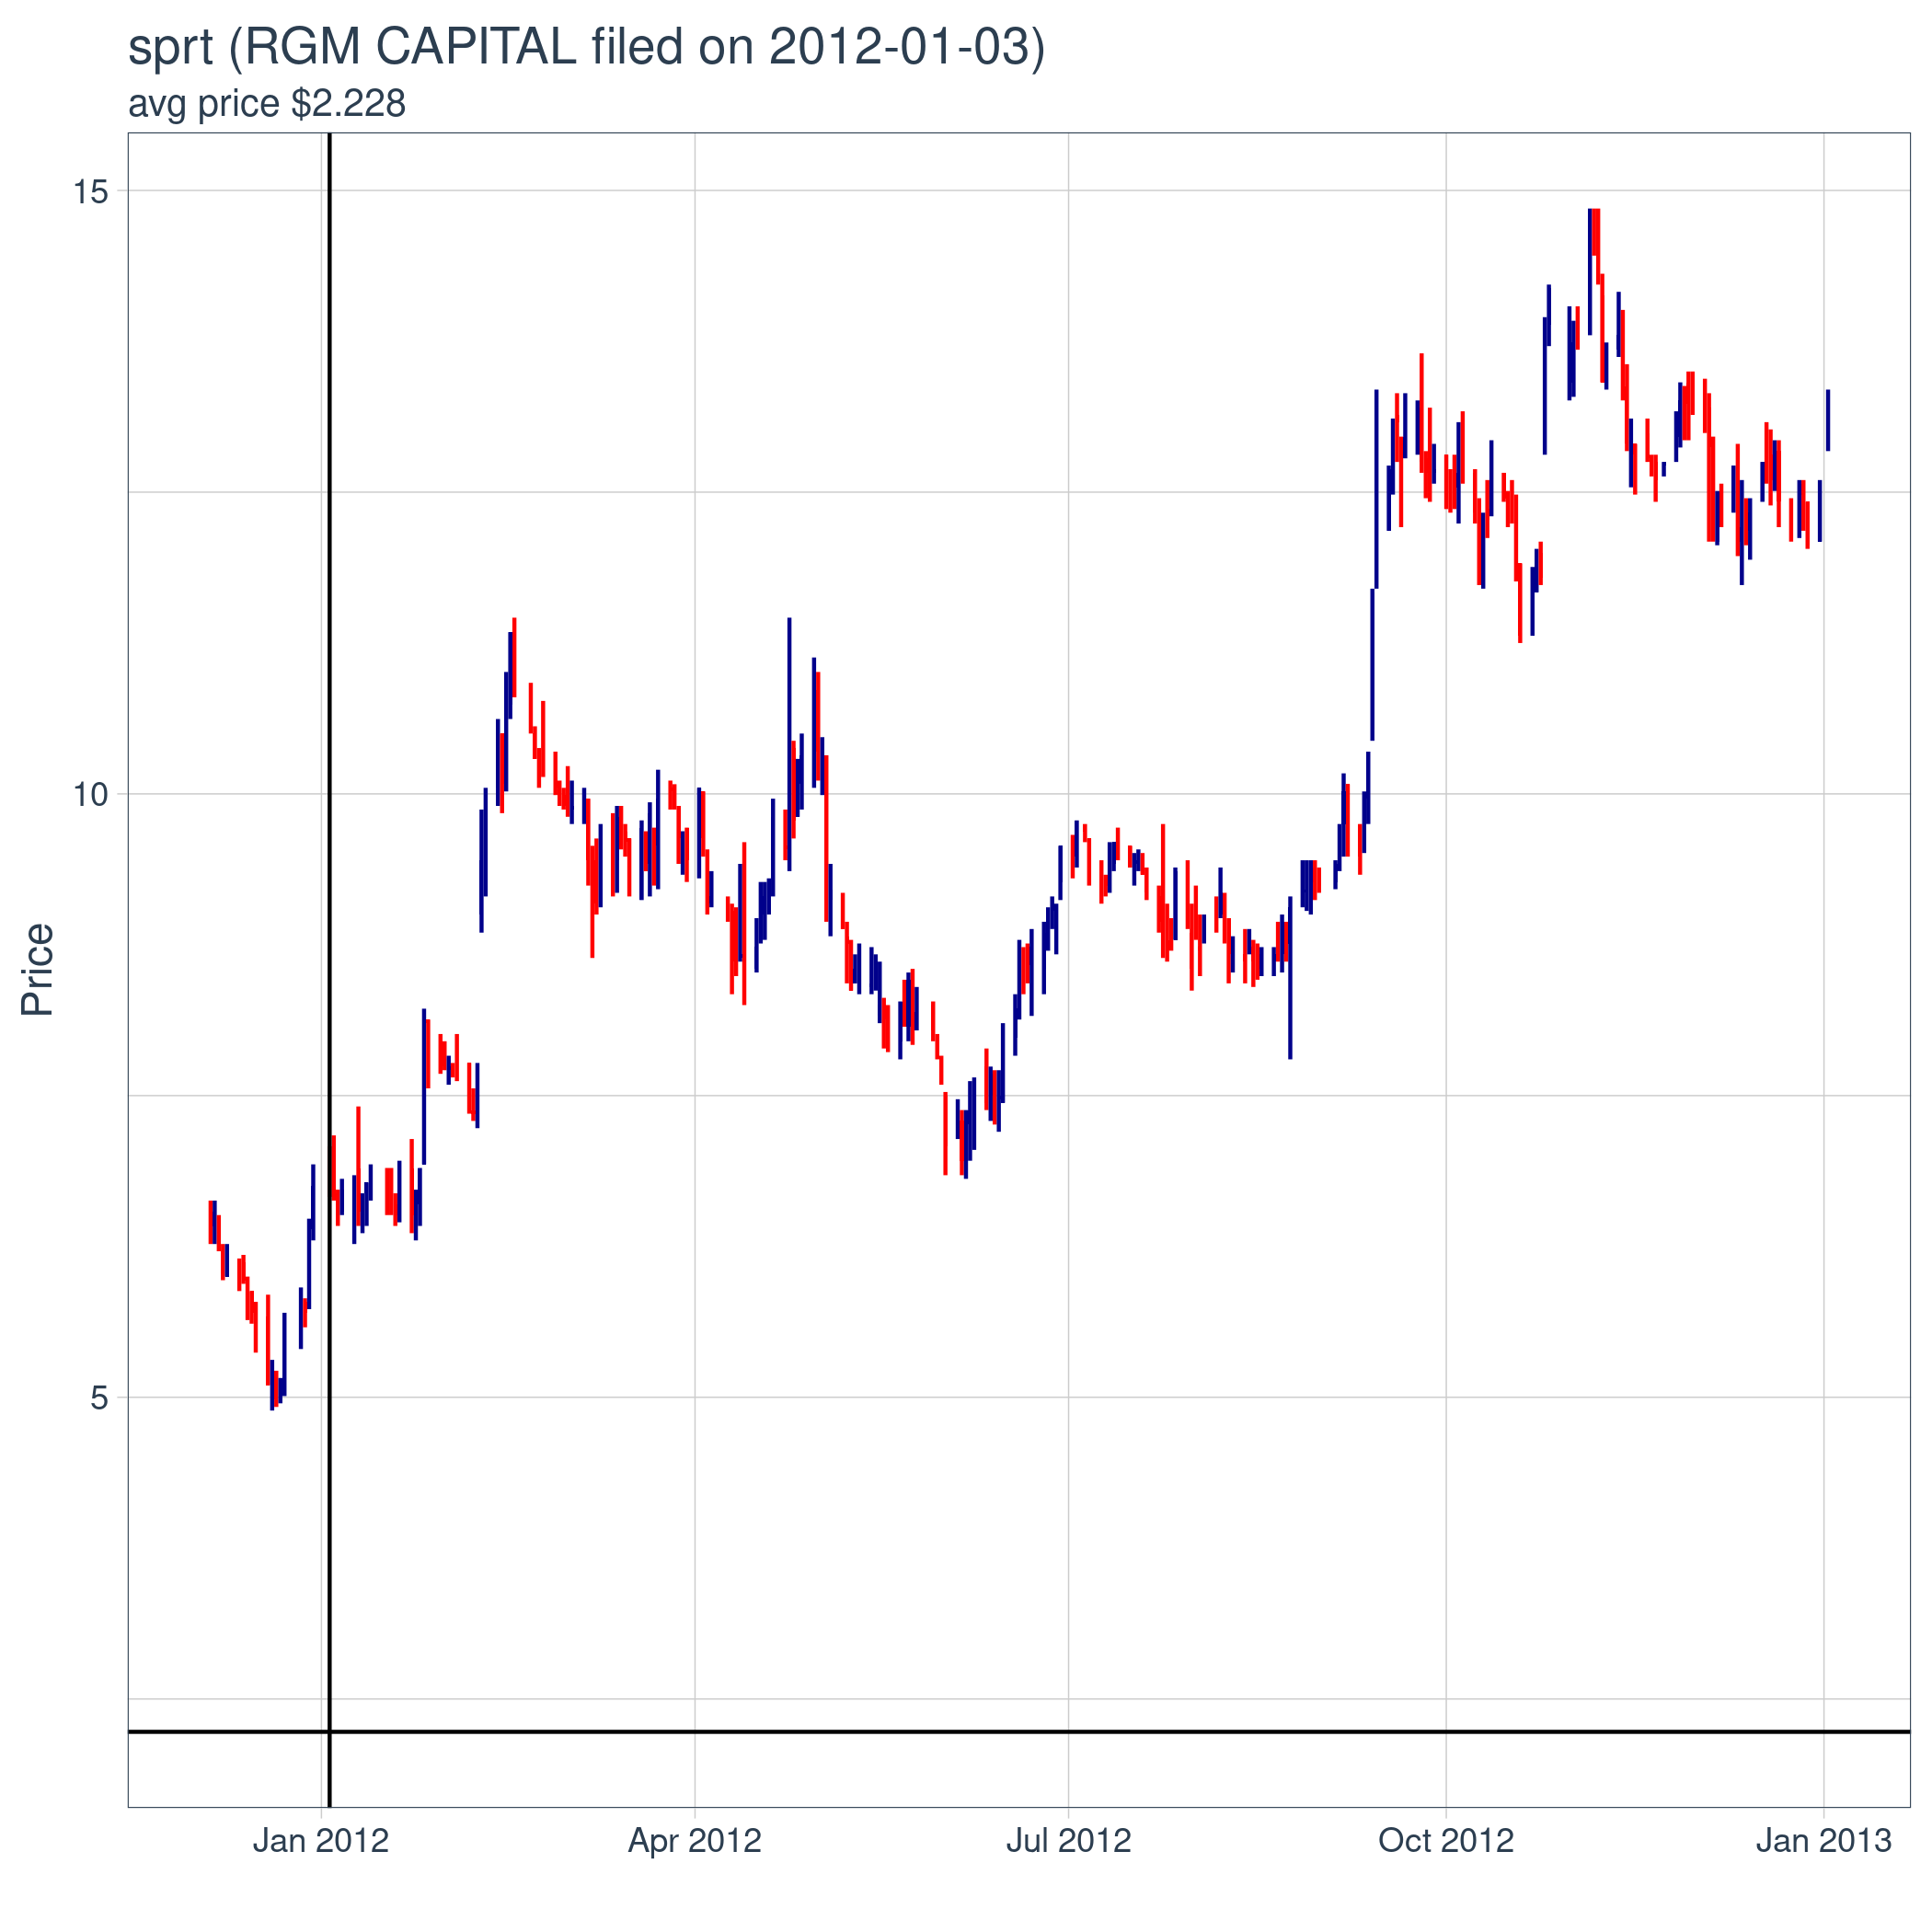 sprt (RGM CAPITAL filed on 2012-01-03)
avg price $2.228
15
10
5
Price
Jan 2012 Apr 2012 Jul 2012 Oct 2012 Jan 2013